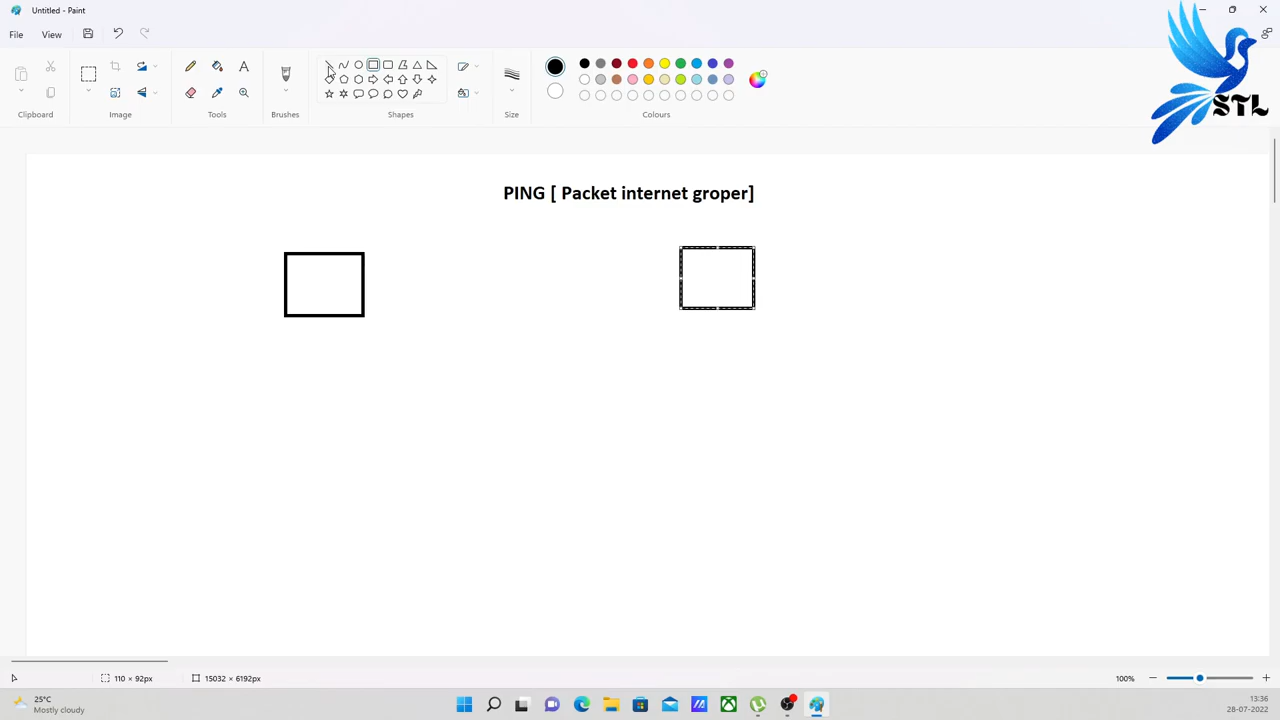 Untitled - Paint
File
View
Clipboard
Image
Tools
Brushes
Shapes
Size
Colours
STL
PING [ Packet internet groper]
110 × 92px
15032 × 6192px
100%
25°C
Mostly cloudy
13:36
28-07-2022